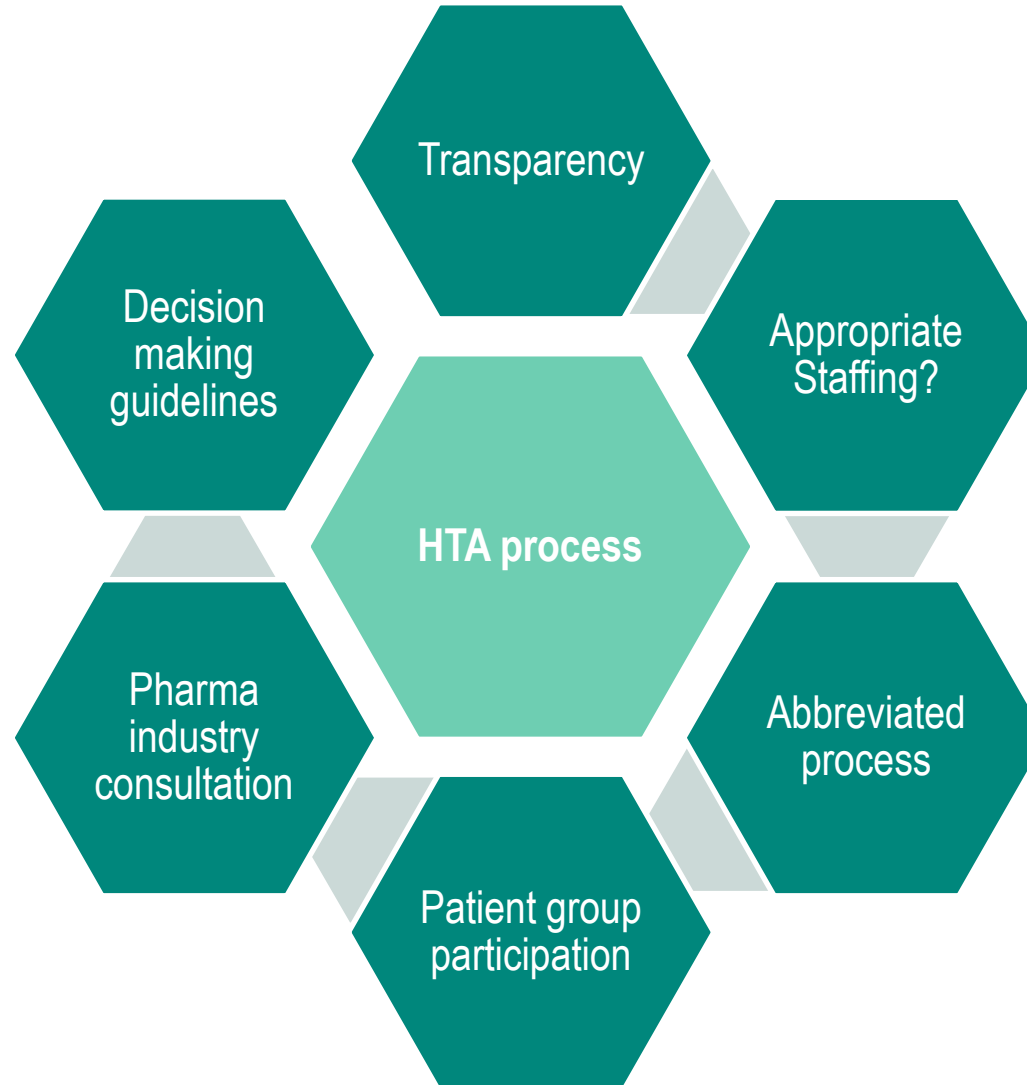 Transparency
Appropriate
Staffing?
Abbreviated
process
Patient group
participation
Pharma
industry
consultation
Decision
making
guidelines
HTA process